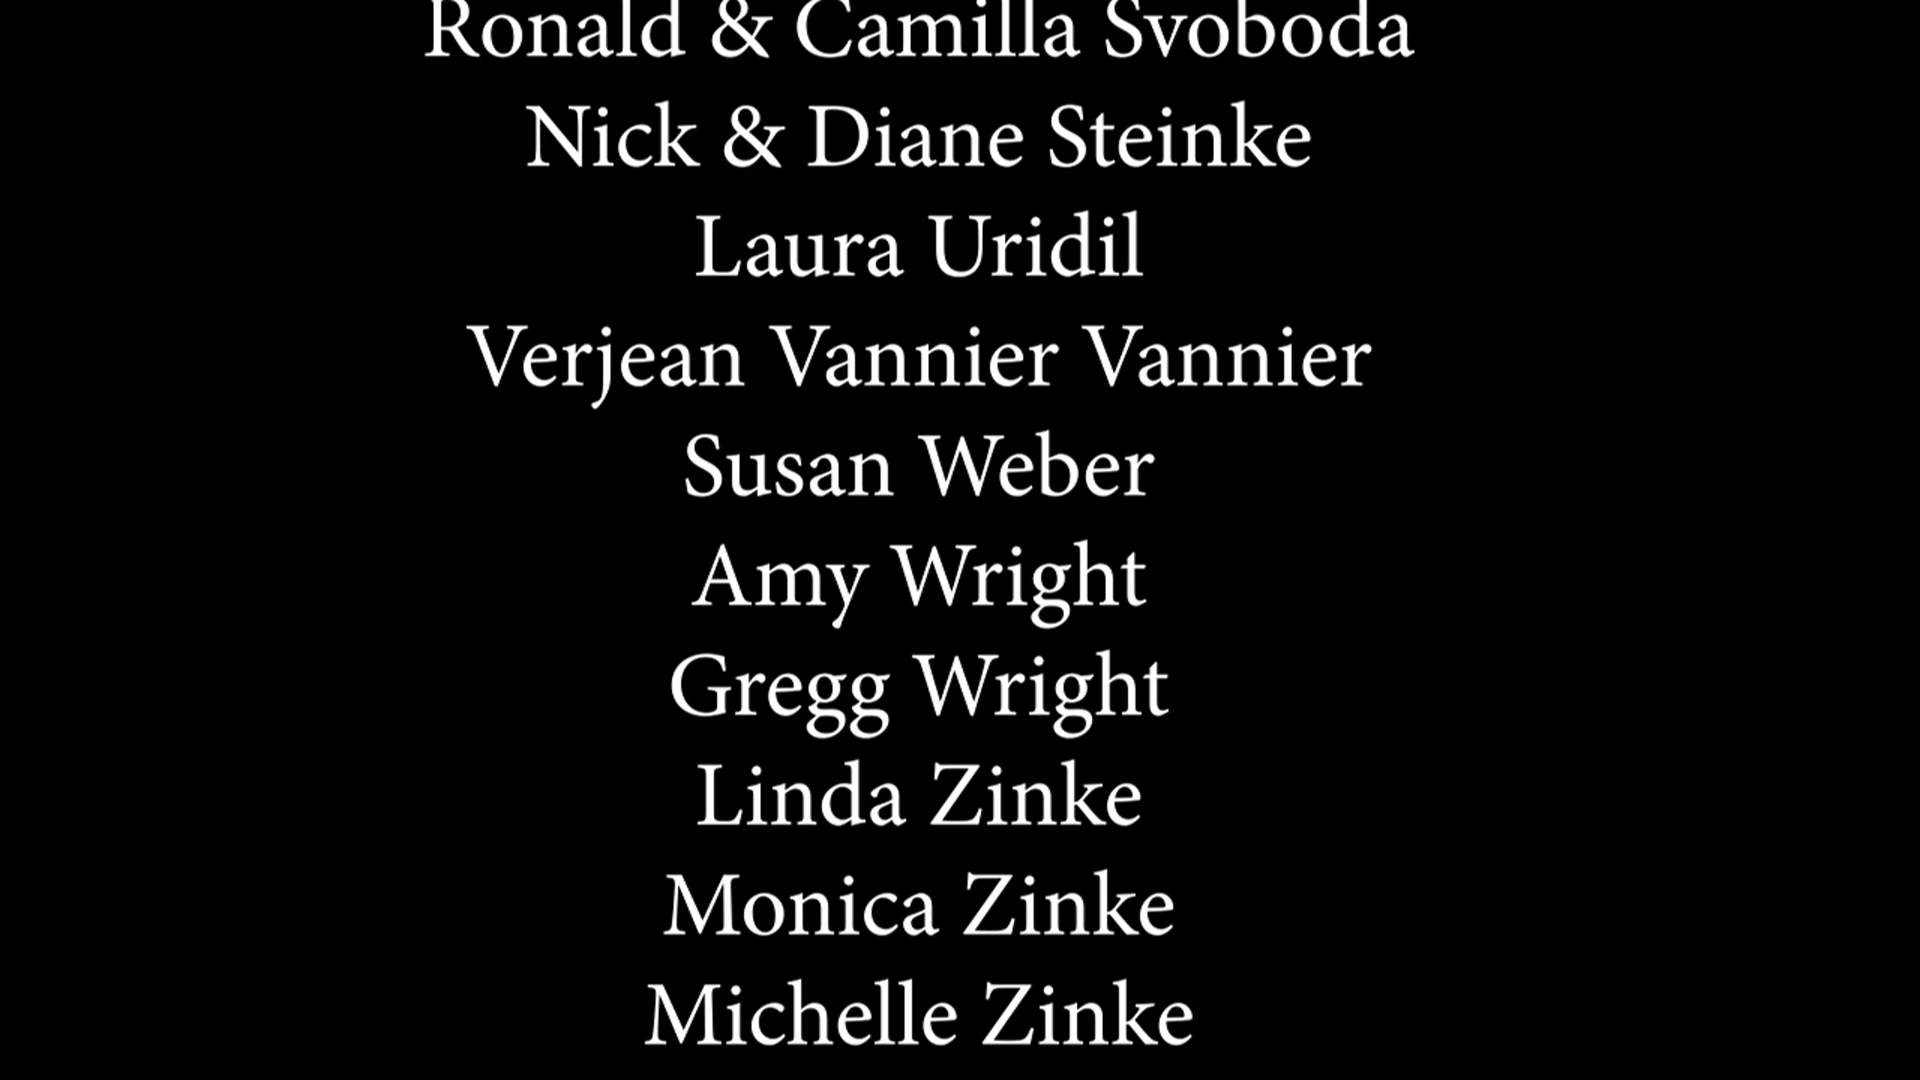 Ronald & Camilla Svoboda
Nick & Diane Steinke
Laura Uridil
Verjean Vannier Vannier
Susan Weber
Amy Wright
Gregg Wright
Linda Zinke
Monica Zinke
Michelle Zinke